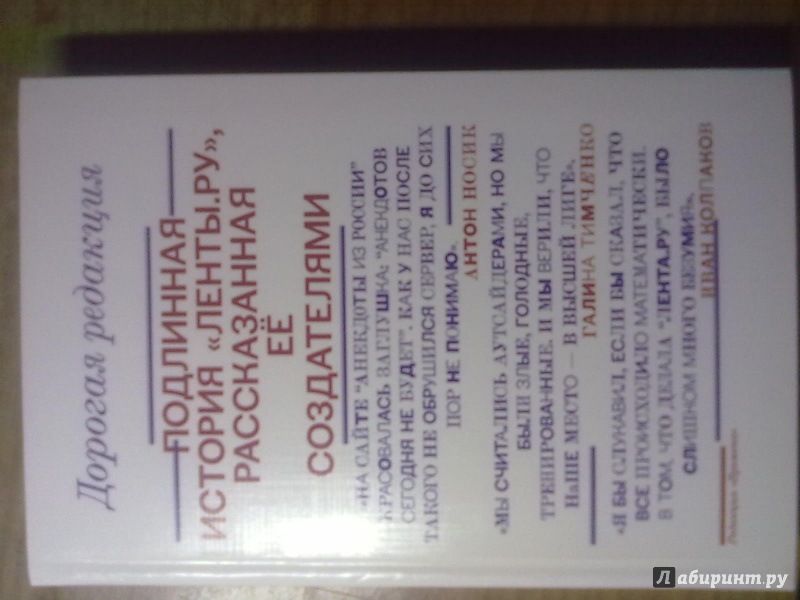 Дорогая редакция
ПОДЛИННАЯ
ИСТОРИЯ «ЛЕНТЫ.РУ»,
РАССКАЗАННАЯ
ЕЁ
СОЗДАТЕЛЯМИ
«НА САЙТЕ "АНЕКДОТЫ ИЗ РОССИИ"
КРАСОВАЛАСЬ ЗАГЛУШКА: "АНЕКДОТОВ
СЕГОДНЯ НЕ БУДЕТ". КАК У НАС ПОСЛЕ
ТАКОГО НЕ ОБРУШИЛСЯ СЕРВЕР, Я ДО СИХ
ПОР НЕ ПОНИМАЮ».
АНТОН НОСИК
«МЫ СЧИТАЛИСЬ АУТСАЙДЕРАМИ, НО МЫ
БЫЛИ ЗЛЫЕ, ГОЛОДНЫЕ,
ТРЕНИРОВАННЫЕ. И МЫ ВЕРИЛИ, ЧТО
НАШЕ МЕСТО — В ВЫСШЕЙ ЛИГЕ».
ГАЛИНА ТИМЧЕНКО
«Я БЫ СЛУКАВИЛ, ЕСЛИ БЫ СКАЗАЛ, ЧТО
ВСЕ ПРОИСХОДИЛО МАТЕМАТИЧЕСКИ.
В ТОМ, ЧТО ДЕЛАЛА "ЛЕНТА.РУ", БЫЛО
СЛИШКОМ МНОГО БЕЗУМИЯ».
ИВАН КОЛПАКОВ
Лабиринт.ру